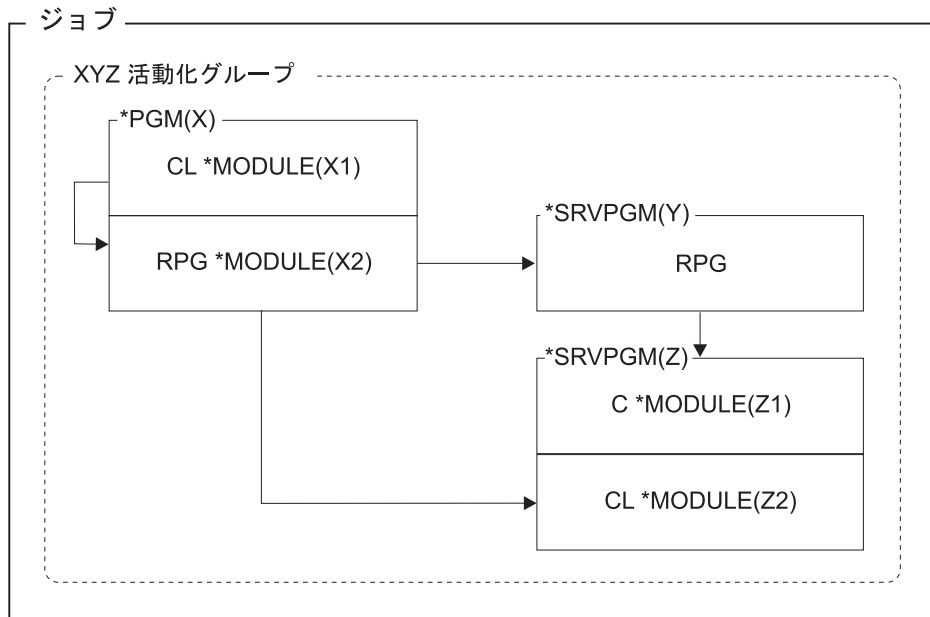 ジョブ
XYZ 活動化グループ
*PGM(X)
CL *MODULE(X1)
RPG *MODULE(X2)
*SRVPGM(Y)
RPG
*SRVPGM(Z)
C *MODULE(Z1)
CL *MODULE(Z2)